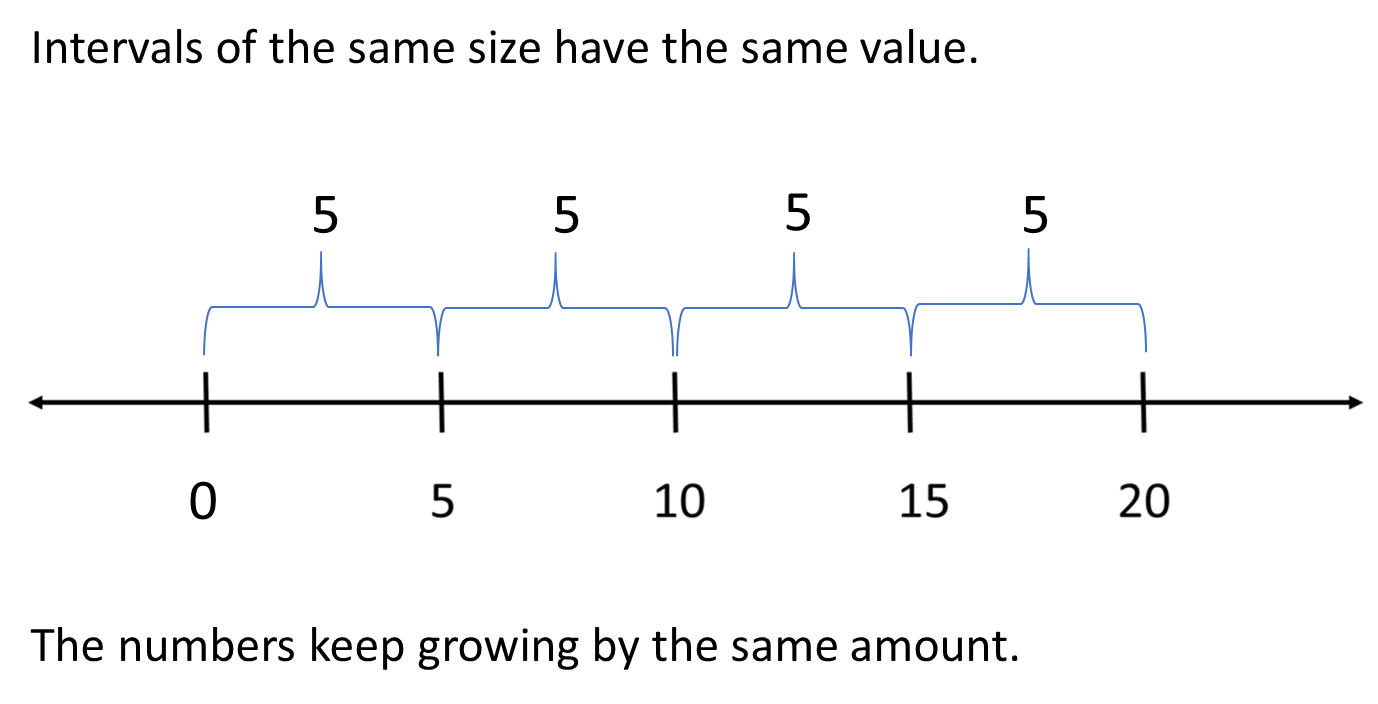 Intervals of the same size have the same value.
5 5 5 5
0 5 10 15 20
The numbers keep growing by the same amount.